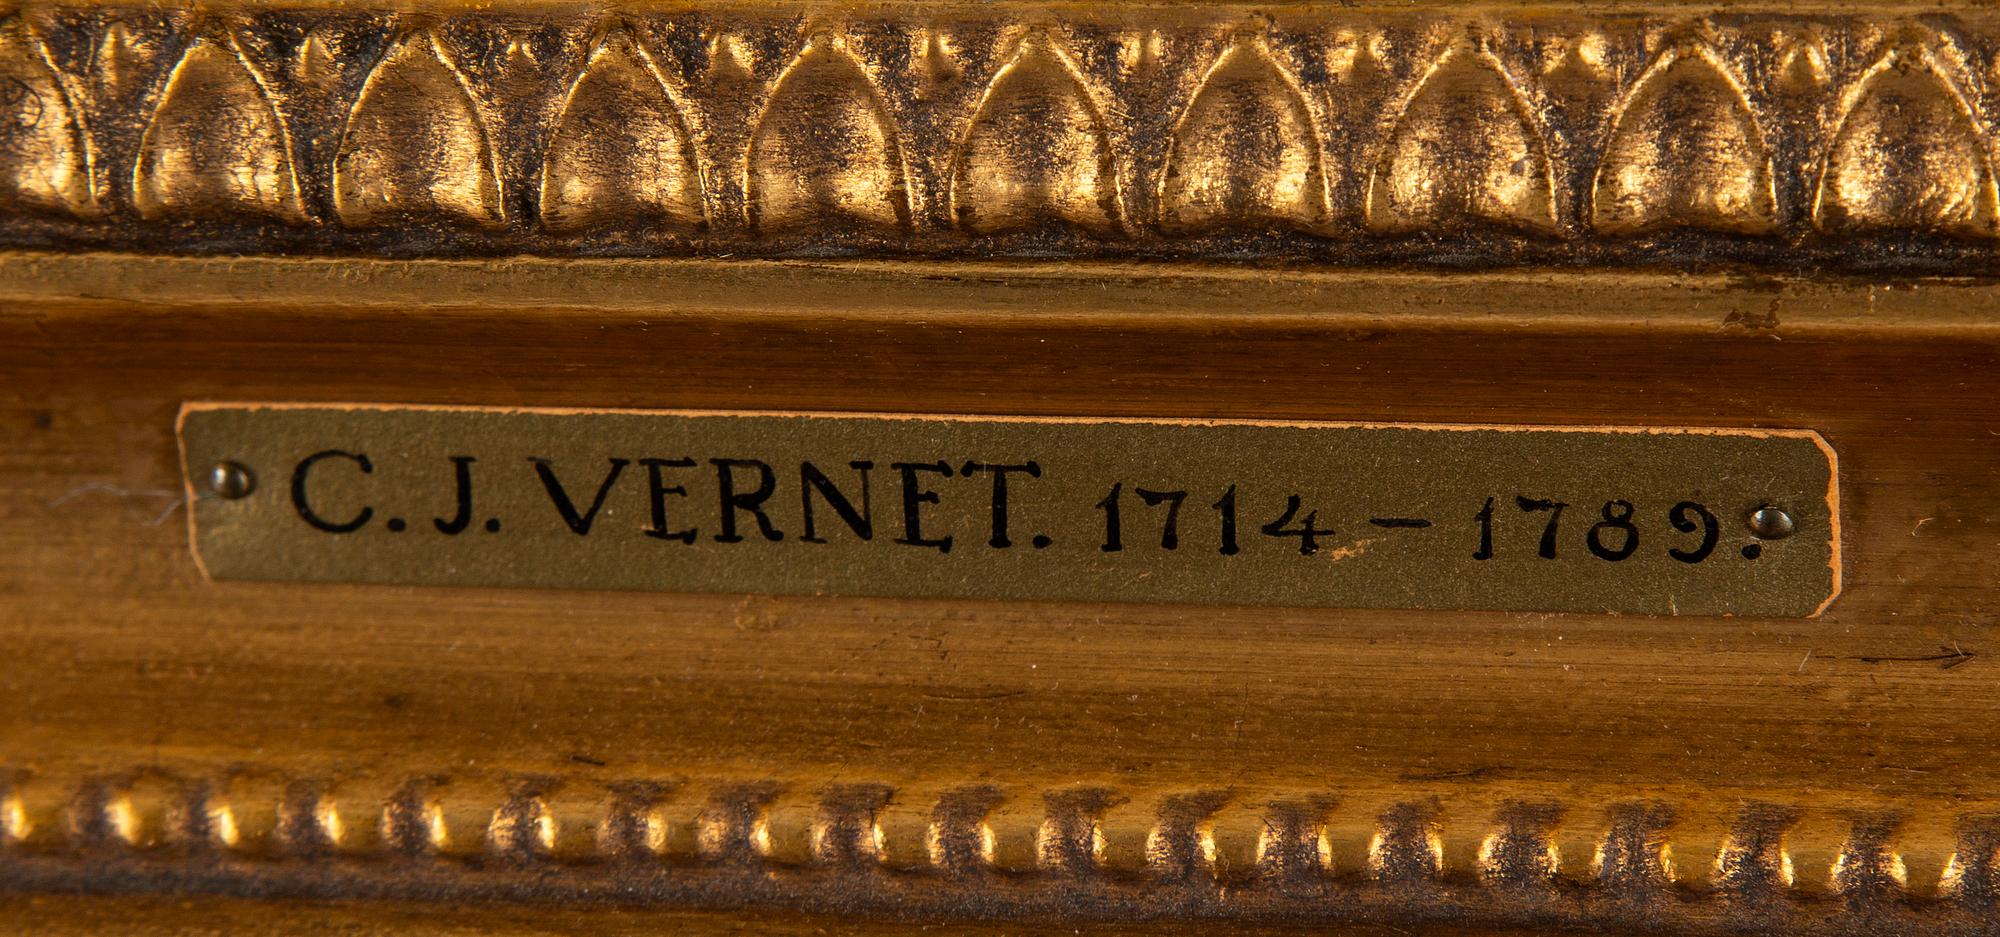 C. J. VERNET. 1714 – 1789.